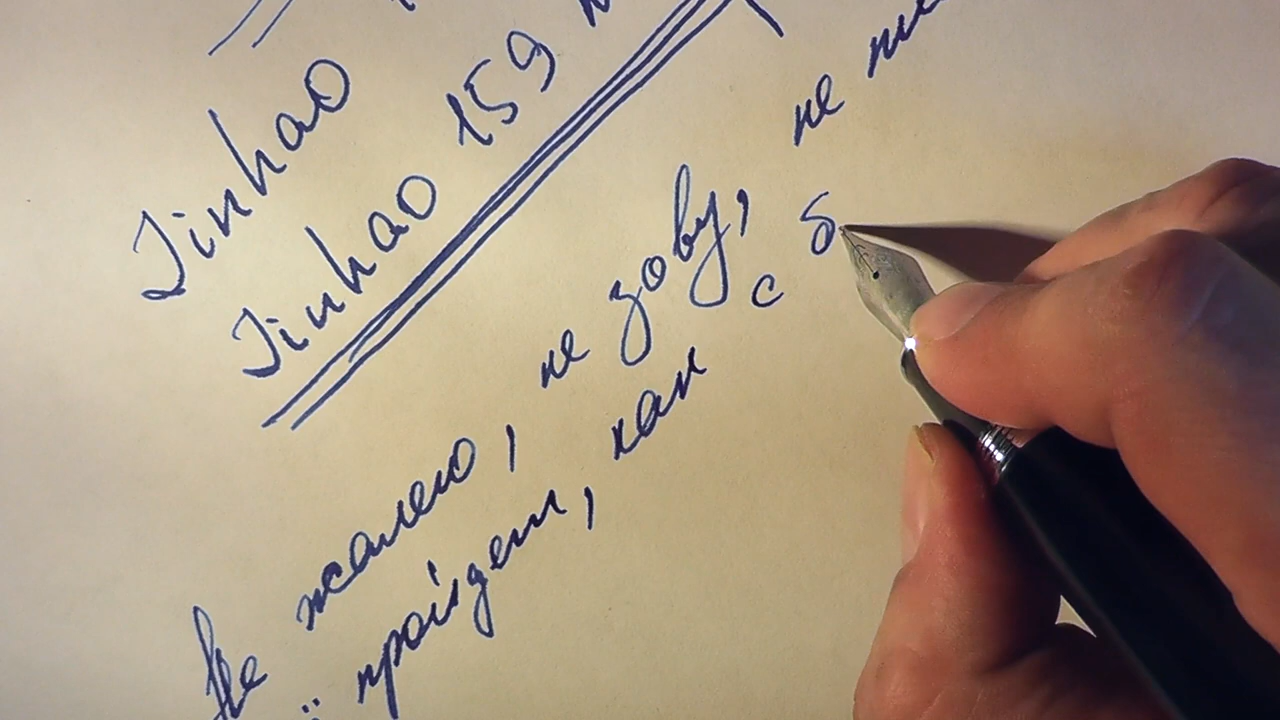 Jinhao
Jinhao 159
Не жалею, не зову, не
пройдет, как с б